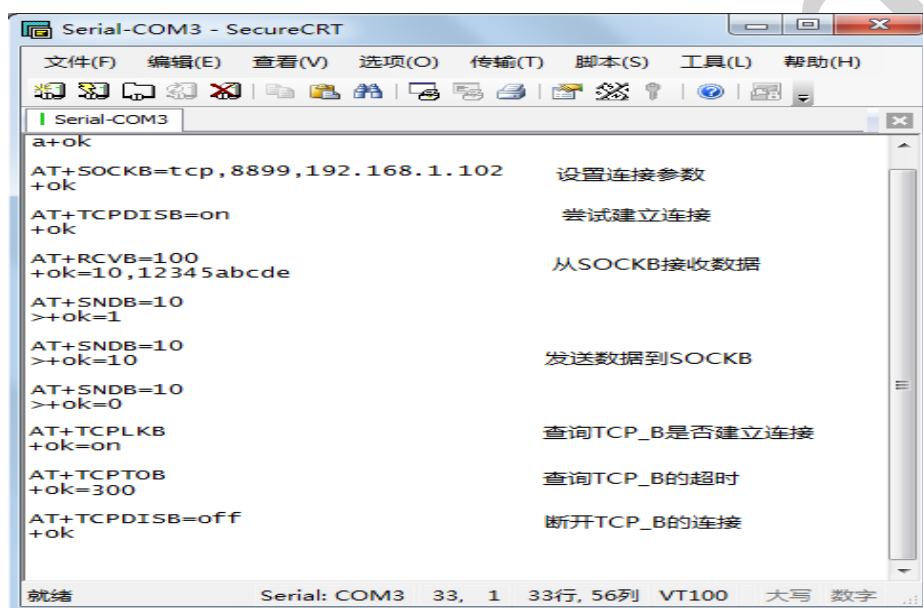 Serial-COM3 - SecureCRT
文件(F) 编辑(E) 查看(V) 选项(O) 传输(T) 脚本(S) 工具(L) 帮助(H)
Serial-COM3
a+ok
AT+SOCKB=tcp,8899,192.168.1.102 设置连接参数
+ok
AT+TCPDISB=on 尝试建立连接
+ok
AT+RCVB=100 从SOCKB接收数据
+ok=10,12345abcde
AT+SNDB=10
>+ok=1
AT+SNDB=10
>+ok=10 发送数据到SOCKB
AT+SNDB=10
>+ok=0
AT+TCPLKB 查询TCP_B是否建立连接
+ok=on
AT+TCPTOB 查询TCP_B的超时
+ok=300
AT+TCPDISB=off 断开TCP_B的连接
+ok
就绪 Serial: COM3 33, 1 33行, 56列 VT100 大写 数字